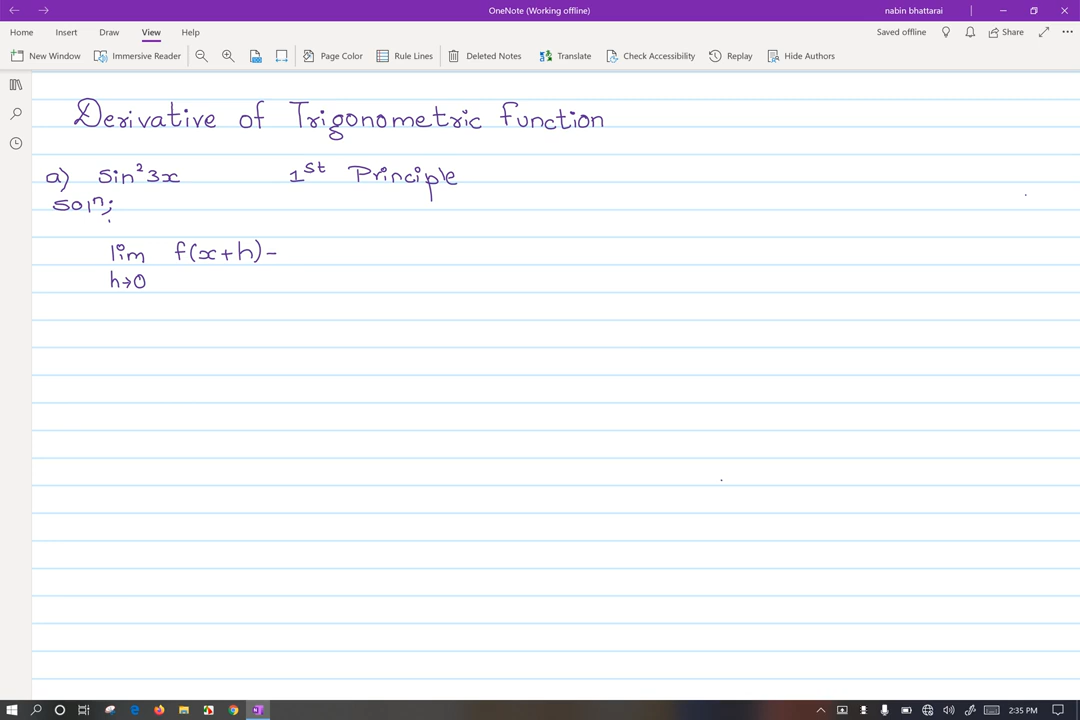 OneNote (Working offline)
nabin bhattarai
Home Insert Draw View Help
Saved offline Share
New Window Immersive Reader Page Color Rule Lines Deleted Notes Translate Check Accessibility Replay Hide Authors
Derivative of Trigonometric function
a) sin²3x 1st Principle
Solⁿ;
lim f(x+h)-
h→0
2:35 PM